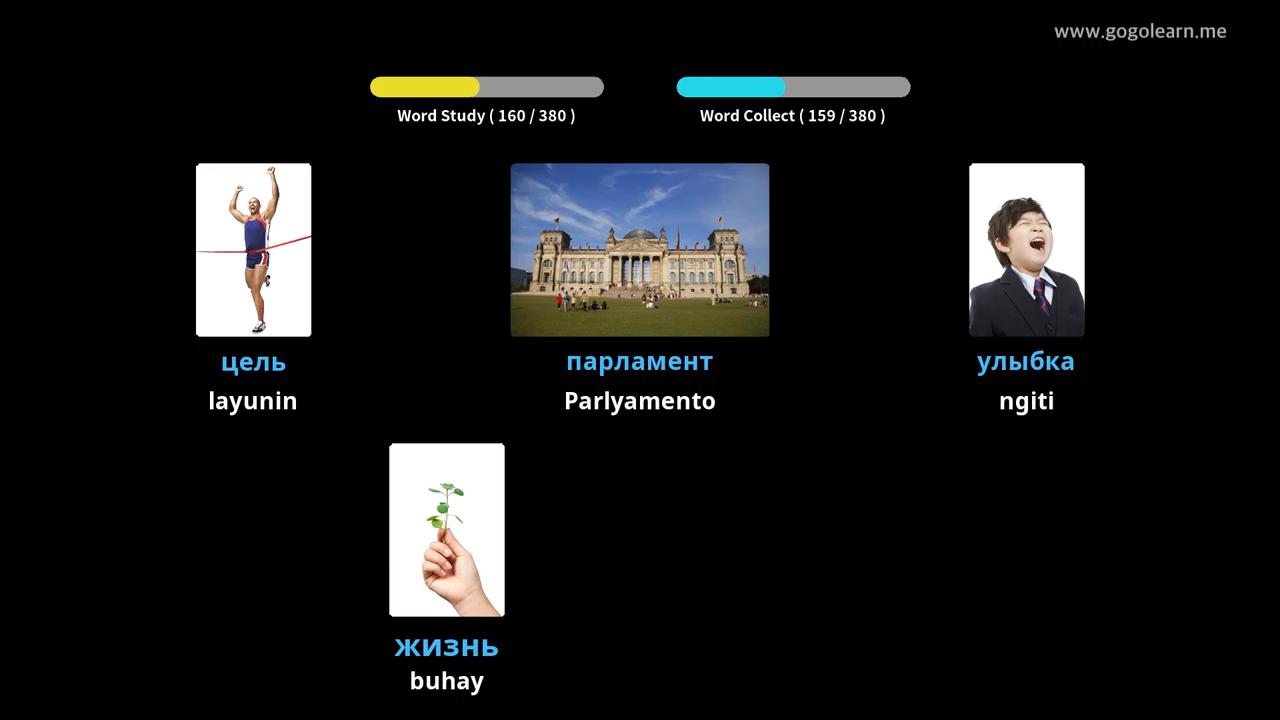 www.gogolearn.me
Word Study ( 160 / 380 )
Word Collect ( 159 / 380 )
цель
layunin
парламент
Parlyamento
улыбка
ngiti
жизнь
buhay